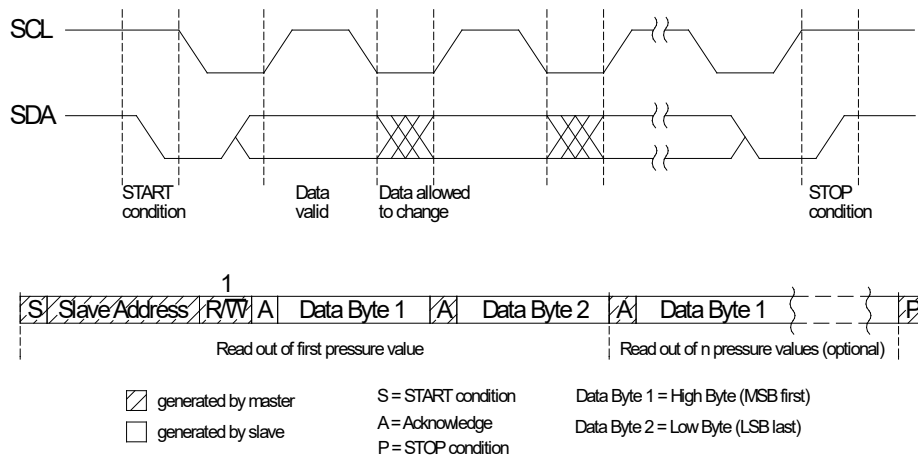 SCL
SDA
START condition
Data valid
Data allowed to change
STOP condition
1
S Slave Address R/W̅ A Data Byte 1 A Data Byte 2 A Data Byte 1 P
Read out of first pressure value
Read out of n pressure values (optional)
generated by master
generated by slave
S = START condition
A = Acknowledge
P = STOP condition
Data Byte 1 = High Byte (MSB first)
Data Byte 2 = Low Byte (LSB last)